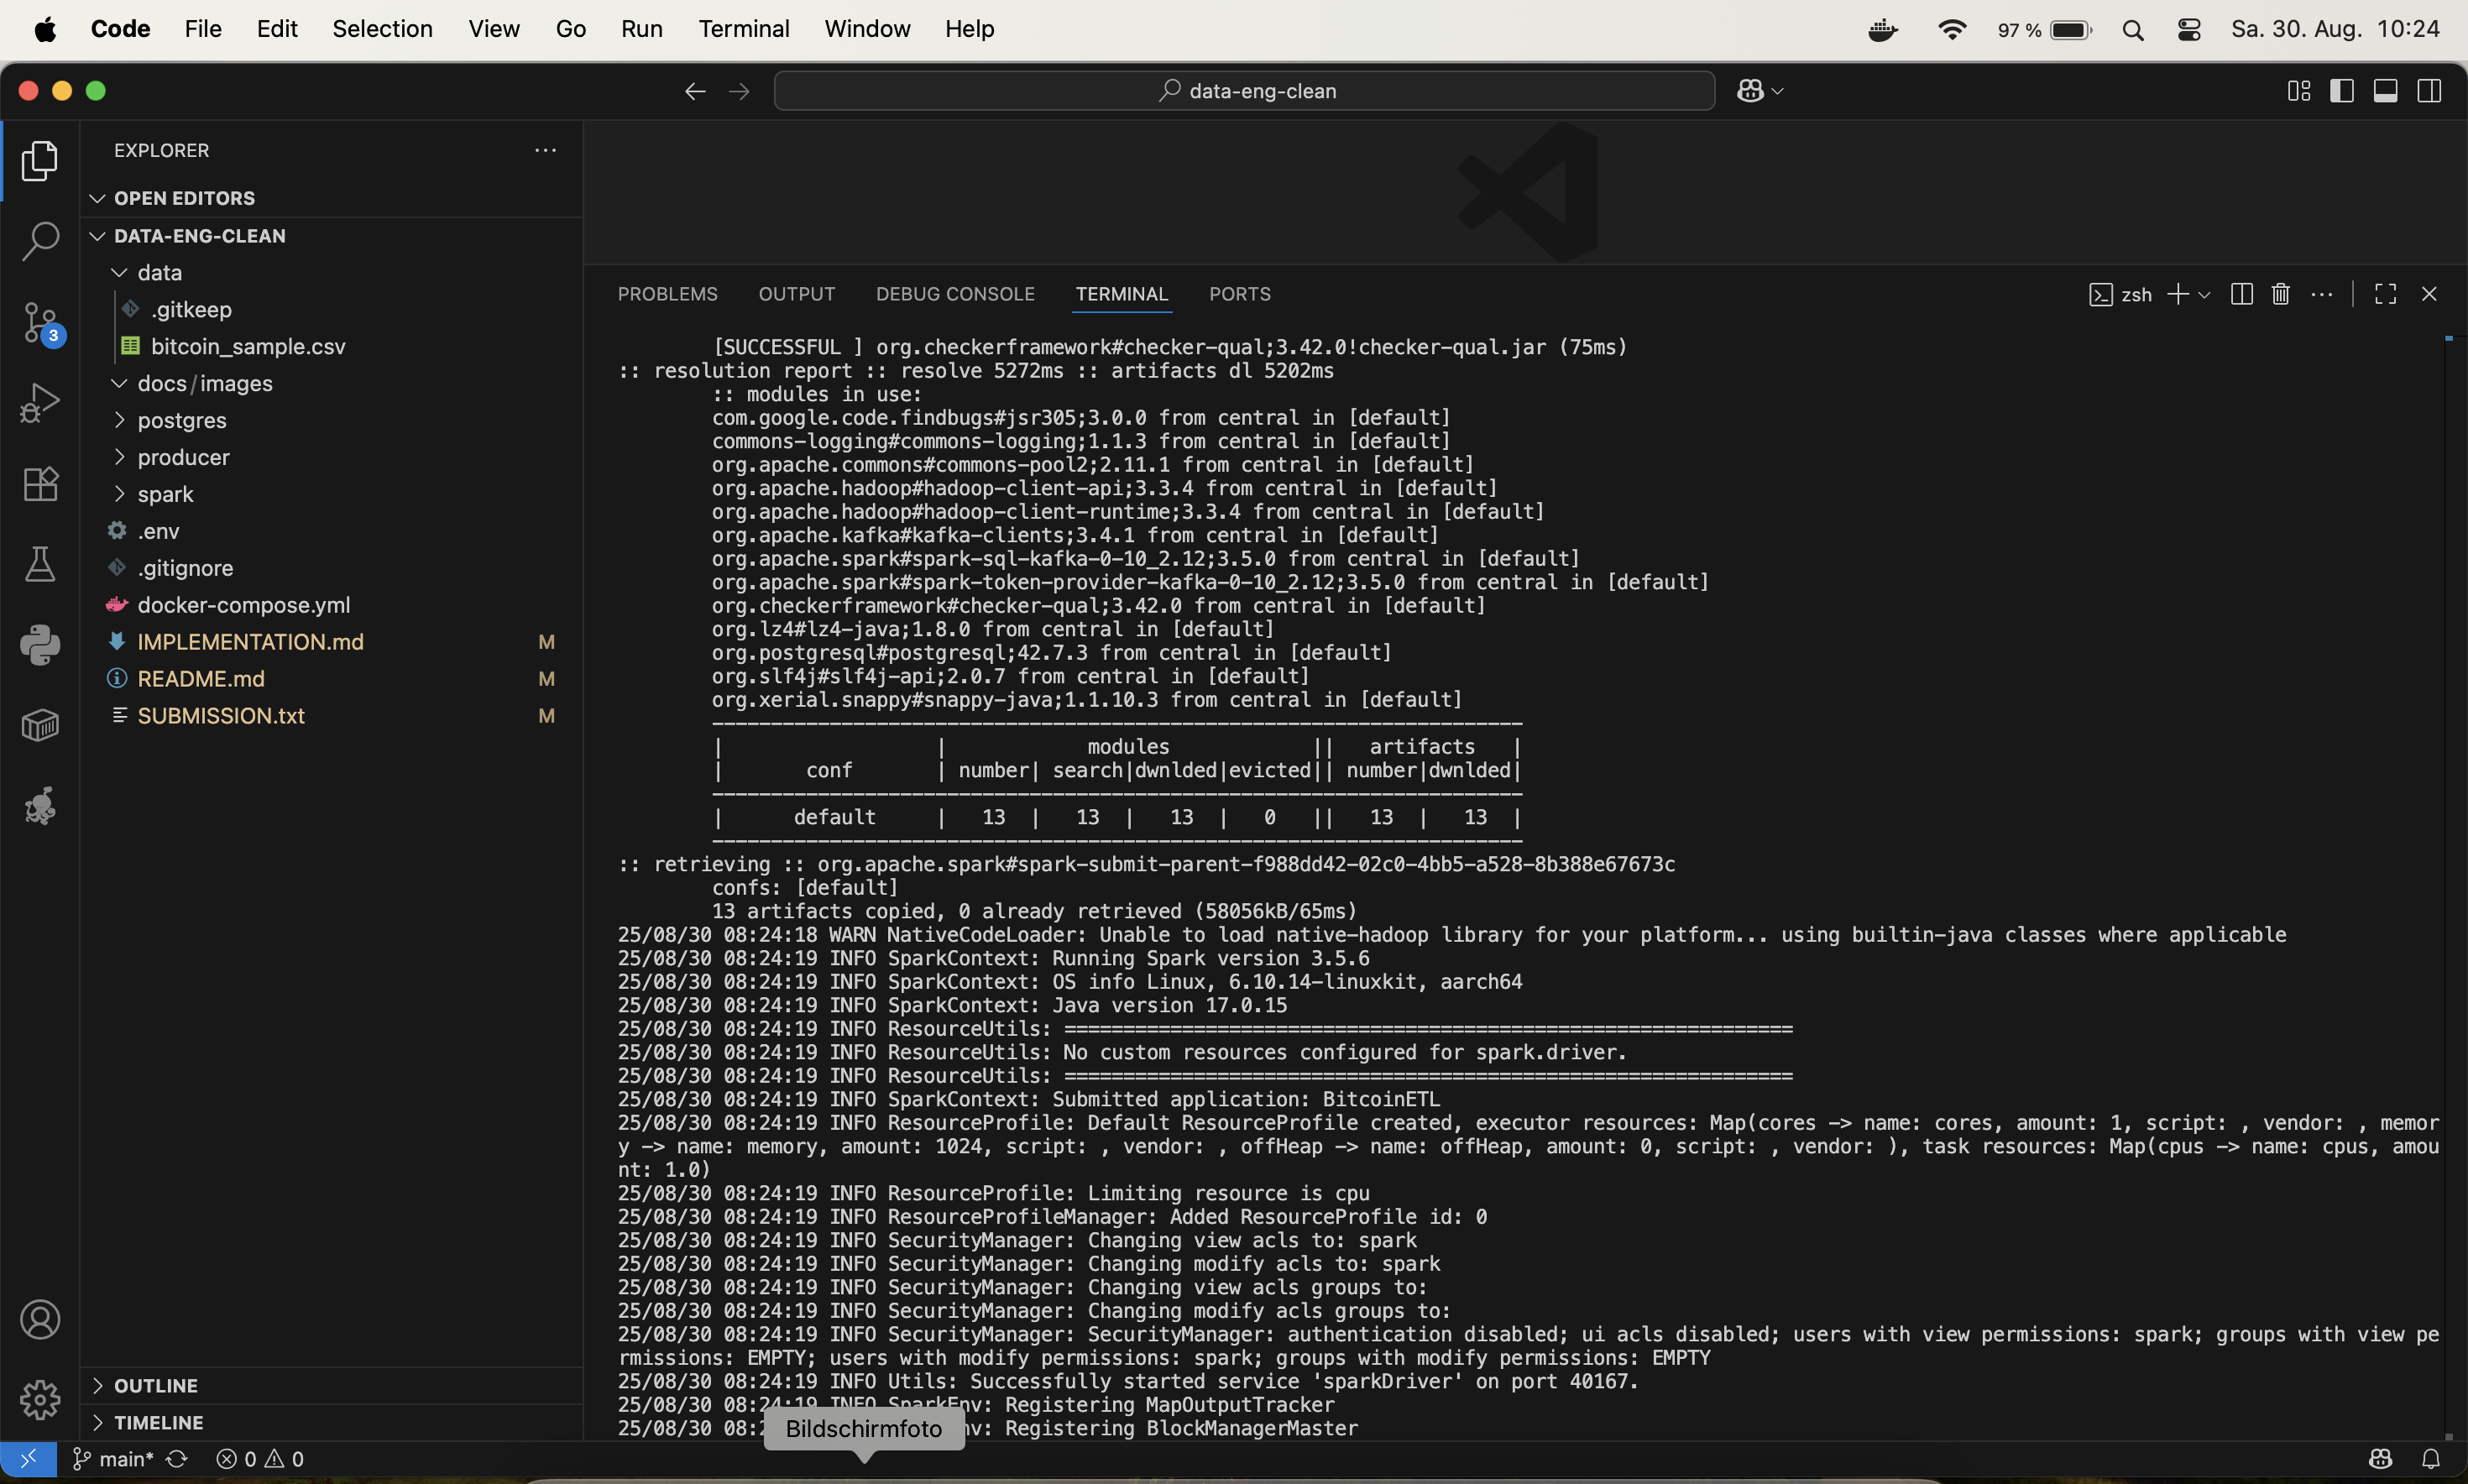 Code File Edit Selection View Go Run Terminal Window Help 97 % Sa. 30. Aug. 10:24
data-eng-clean
EXPLORER
OPEN EDITORS
DATA-ENG-CLEAN
data
.gitkeep
bitcoin_sample.csv
docs/images
postgres
producer
spark
.env
.gitignore
docker-compose.yml
IMPLEMENTATION.md M
README.md M
SUBMISSION.txt M
OUTLINE
TIMELINE
3
PROBLEMS OUTPUT DEBUG CONSOLE TERMINAL PORTS zsh
[SUCCESSFUL ] org.checkerframework#checker-qual;3.42.0!checker-qual.jar (75ms)
:: resolution report :: resolve 5272ms :: artifacts dl 5202ms
:: modules in use:
com.google.code.findbugs#jsr305;3.0.0 from central in [default]
commons-logging#commons-logging;1.1.3 from central in [default]
org.apache.commons#commons-pool2;2.11.1 from central in [default]
org.apache.hadoop#hadoop-client-api;3.3.4 from central in [default]
org.apache.hadoop#hadoop-client-runtime;3.3.4 from central in [default]
org.apache.kafka#kafka-clients;3.4.1 from central in [default]
org.apache.spark#spark-sql-kafka-0-10_2.12;3.5.0 from central in [default]
org.apache.spark#spark-token-provider-kafka-0-10_2.12;3.5.0 from central in [default]
org.checkerframework#checker-qual;3.42.0 from central in [default]
org.lz4#lz4-java;1.8.0 from central in [default]
org.postgresql#postgresql;42.7.3 from central in [default]
org.slf4j#slf4j-api;2.0.7 from central in [default]
org.xerial.snappy#snappy-java;1.1.10.3 from central in [default]
---------------------------------------------------------------------
| | modules || artifacts |
| conf | number| search|dwnlded|evicted|| number|dwnlded|
---------------------------------------------------------------------
| default | 13 | 13 | 13 | 0 || 13 | 13 |
---------------------------------------------------------------------
:: retrieving :: org.apache.spark#spark-submit-parent-f988dd42-02c0-4bb5-a528-8b388e67673c
confs: [default]
13 artifacts copied, 0 already retrieved (58056kB/65ms)
25/08/30 08:24:18 WARN NativeCodeLoader: Unable to load native-hadoop library for your platform... using builtin-java classes where applicable
25/08/30 08:24:19 INFO SparkContext: Running Spark version 3.5.6
25/08/30 08:24:19 INFO SparkContext: OS info Linux, 6.10.14-linuxkit, aarch64
25/08/30 08:24:19 INFO SparkContext: Java version 17.0.15
25/08/30 08:24:19 INFO ResourceUtils: ==============================================================
25/08/30 08:24:19 INFO ResourceUtils: No custom resources configured for spark.driver.
25/08/30 08:24:19 INFO ResourceUtils: ==============================================================
25/08/30 08:24:19 INFO SparkContext: Submitted application: BitcoinETL
25/08/30 08:24:19 INFO ResourceProfile: Default ResourceProfile created, executor resources: Map(cores -> name: cores, amount: 1, script: , vendor: , memor
y -> name: memory, amount: 1024, script: , vendor: , offHeap -> name: offHeap, amount: 0, script: , vendor: ), task resources: Map(cpus -> name: cpus, amou
nt: 1.0)
25/08/30 08:24:19 INFO ResourceProfile: Limiting resource is cpu
25/08/30 08:24:19 INFO ResourceProfileManager: Added ResourceProfile id: 0
25/08/30 08:24:19 INFO SecurityManager: Changing view acls to: spark
25/08/30 08:24:19 INFO SecurityManager: Changing modify acls to: spark
25/08/30 08:24:19 INFO SecurityManager: Changing view acls groups to:
25/08/30 08:24:19 INFO SecurityManager: Changing modify acls groups to:
25/08/30 08:24:19 INFO SecurityManager: SecurityManager: authentication disabled; ui acls disabled; users with view permissions: spark; groups with view pe
rmissions: EMPTY; users with modify permissions: spark; groups with modify permissions: EMPTY
25/08/30 08:24:19 INFO Utils: Successfully started service 'sparkDriver' on port 40167.
25/08/30 08:24:19 INFO SparkEnv: Registering MapOutputTracker
25/08/30 08:2 nv: Registering BlockManagerMaster
Bildschirmfoto
main* 0 0